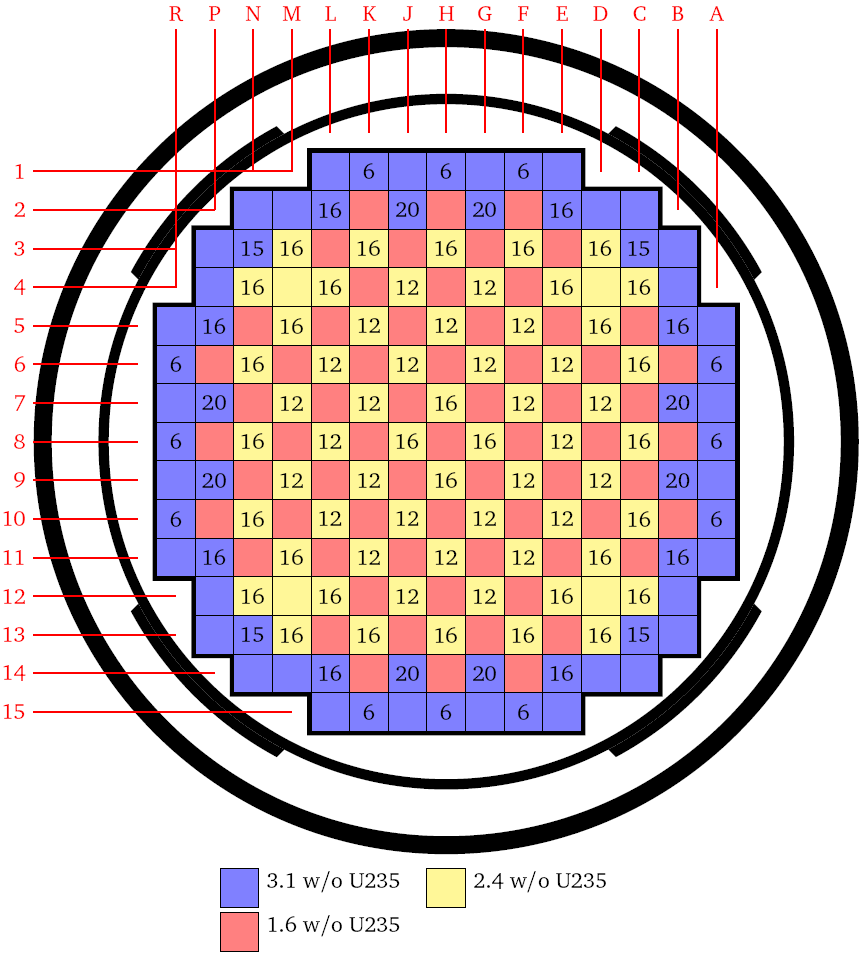 R P N M L K J H G F E D C B A
1 6 6 6
2 16 20 20 16
3 15 16 16 16 16 16 15
4 16 16 12 12 16 16
5 16 16 12 12 12 16 16
6 6 16 12 12 12 12 16 6
7 20 12 12 16 12 12 20
8 6 16 12 16 16 12 16 6
9 20 12 12 16 12 12 20
10 6 16 12 12 12 12 16 6
11 16 16 12 12 12 16 16
12 16 16 12 12 16 16
13 15 16 16 16 16 16 15
14 16 20 20 16
15 6 6 6
3.1 w/o U235 2.4 w/o U235
1.6 w/o U235